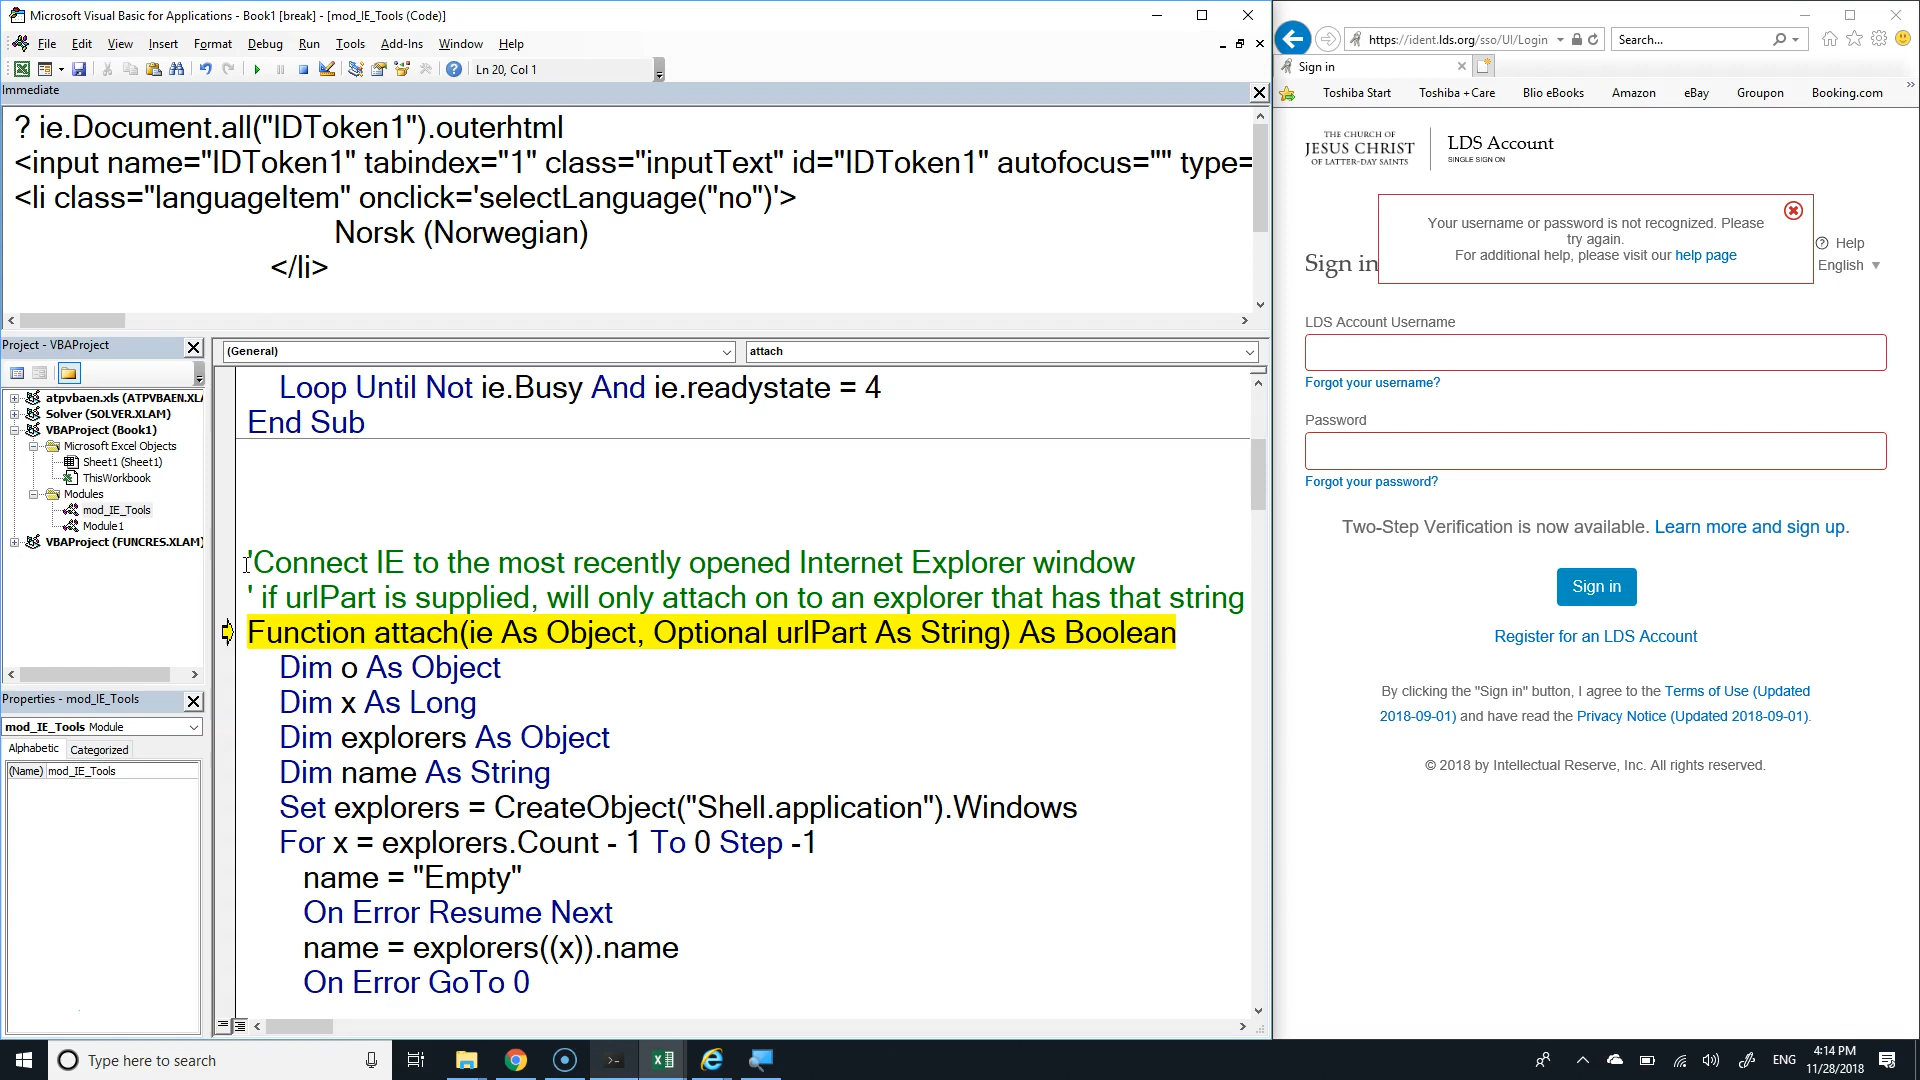 Microsoft Visual Basic for Applications - Book1 [break] - [mod_IE_Tools (Code)]
File Edit View Insert Format Debug Run Tools Add-Ins Window Help
Ln 20, Col 1
Immediate
? ie.Document.all("IDToken1").outerhtml
<input name="IDToken1" tabindex="1" class="inputText" id="IDToken1" autofocus="" type=
<li class="languageItem" onclick='selectLanguage("no")'>
Norsk (Norwegian)
</li>
Project - VBAProject
atpvbaen.xls (ATPVBAEN.XLA
Solver (SOLVER.XLAM)
VBAProject (Book1)
Microsoft Excel Objects
Sheet1 (Sheet1)
ThisWorkbook
Modules
mod_IE_Tools
Module1
VBAProject (FUNCRES.XLAM)
Properties - mod_IE_Tools
mod_IE_Tools Module
Alphabetic Categorized
(Name) mod_IE_Tools
(General) attach
Loop Until Not ie.Busy And ie.readystate = 4
End Sub
'Connect IE to the most recently opened Internet Explorer window
' if urlPart is supplied, will only attach on to an explorer that has that string
Function attach(ie As Object, Optional urlPart As String) As Boolean
Dim o As Object
Dim x As Long
Dim explorers As Object
Dim name As String
Set explorers = CreateObject("Shell.application").Windows
For x = explorers.Count - 1 To 0 Step -1
name = "Empty"
On Error Resume Next
name = explorers((x)).name
On Error GoTo 0
https://ident.lds.org/sso/UI/Login
Search...
Sign in
Toshiba Start Toshiba +Care Blio eBooks Amazon eBay Groupon Booking.com
THE CHURCH OF
JESUS CHRIST
OF LATTER-DAY SAINTS
LDS Account
SINGLE SIGN ON
Your username or password is not recognized. Please
try again.
For additional help, please visit our help page
Help
Sign in
English
LDS Account Username
Forgot your username?
Password
Forgot your password?
Two-Step Verification is now available. Learn more and sign up.
Sign in
Register for an LDS Account
By clicking the "Sign in" button, I agree to the Terms of Use (Updated
2018-09-01) and have read the Privacy Notice (Updated 2018-09-01).
© 2018 by Intellectual Reserve, Inc. All rights reserved.
Type here to search
ENG
4:14 PM
11/28/2018